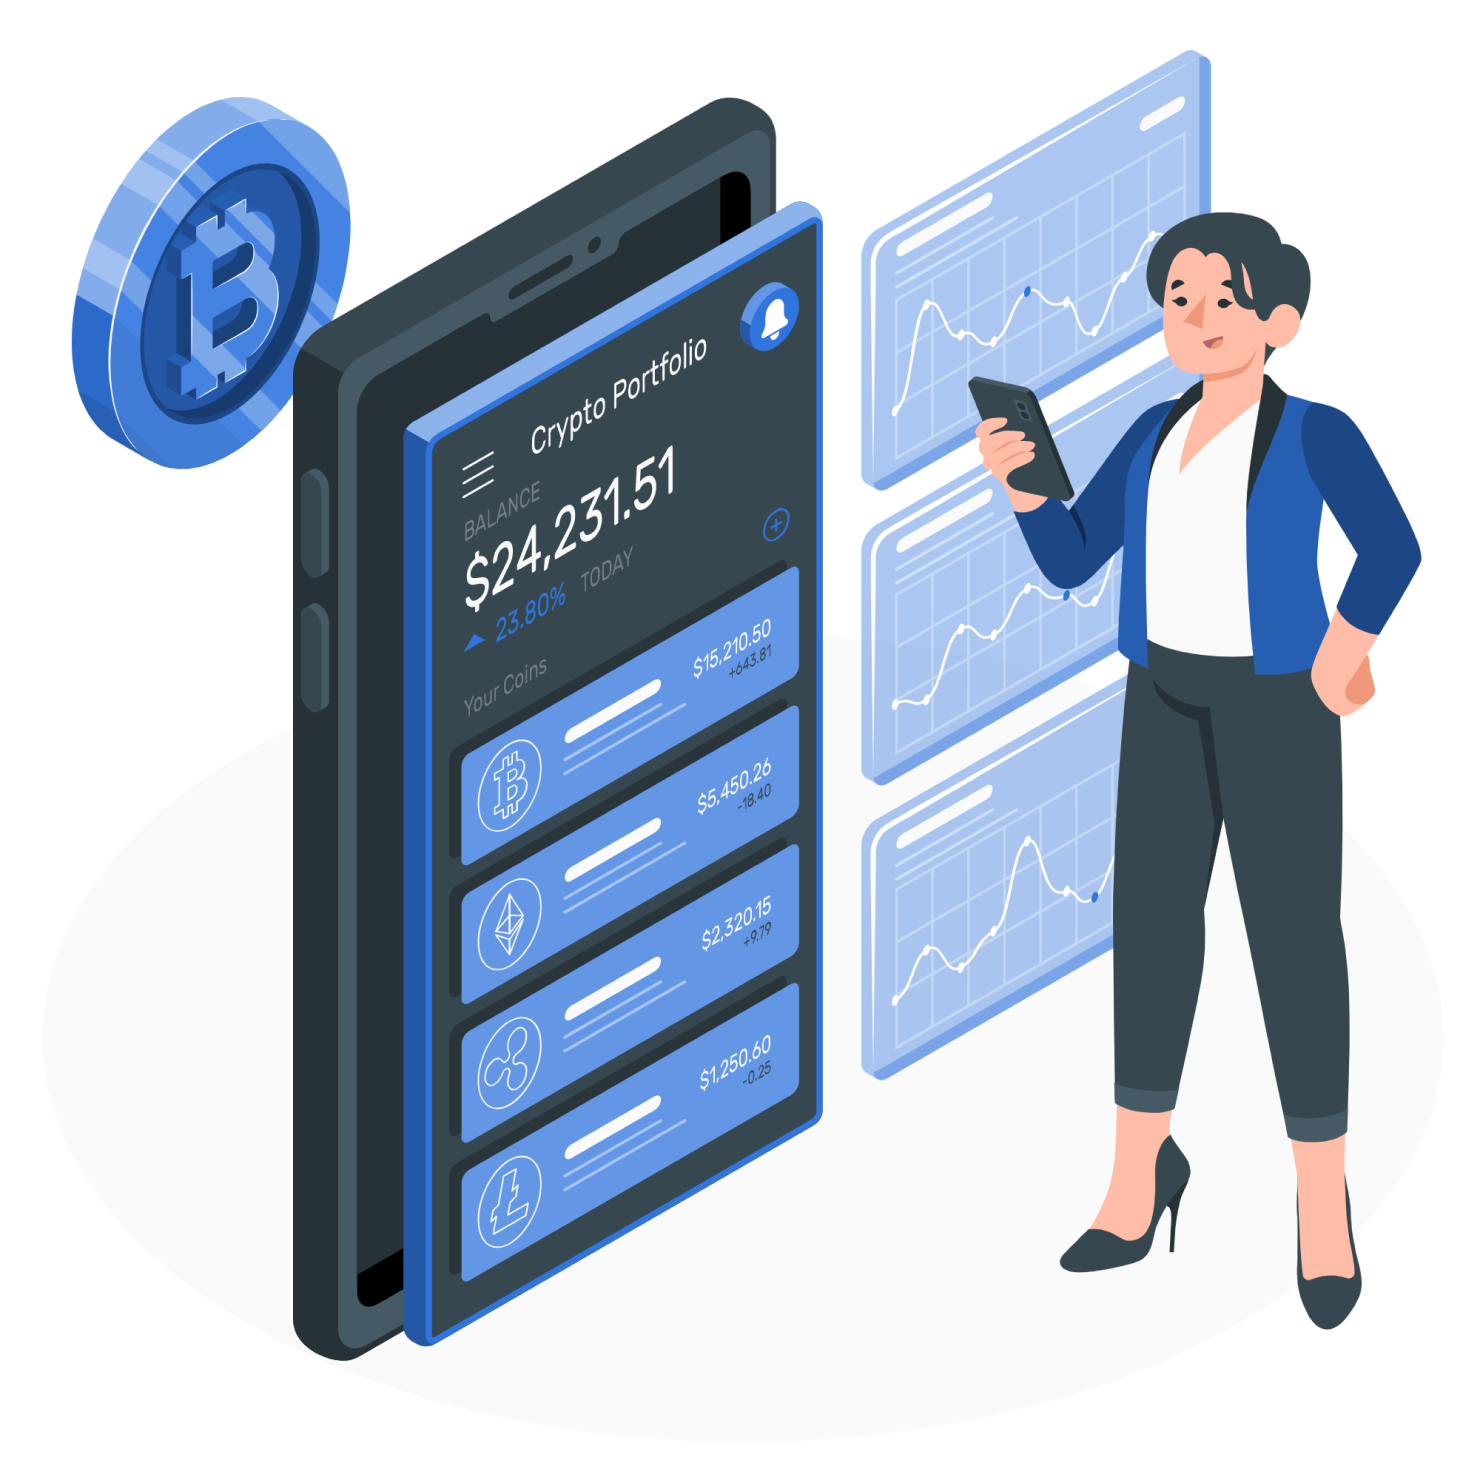 Crypto Portfolio
BALANCE
$24,231.51
23.80% TODAY
Your Coins
$15,210.50
+643.81
$5,450.26
-18.40
$2,320.15
+9.79
$1,250.60
-0.25